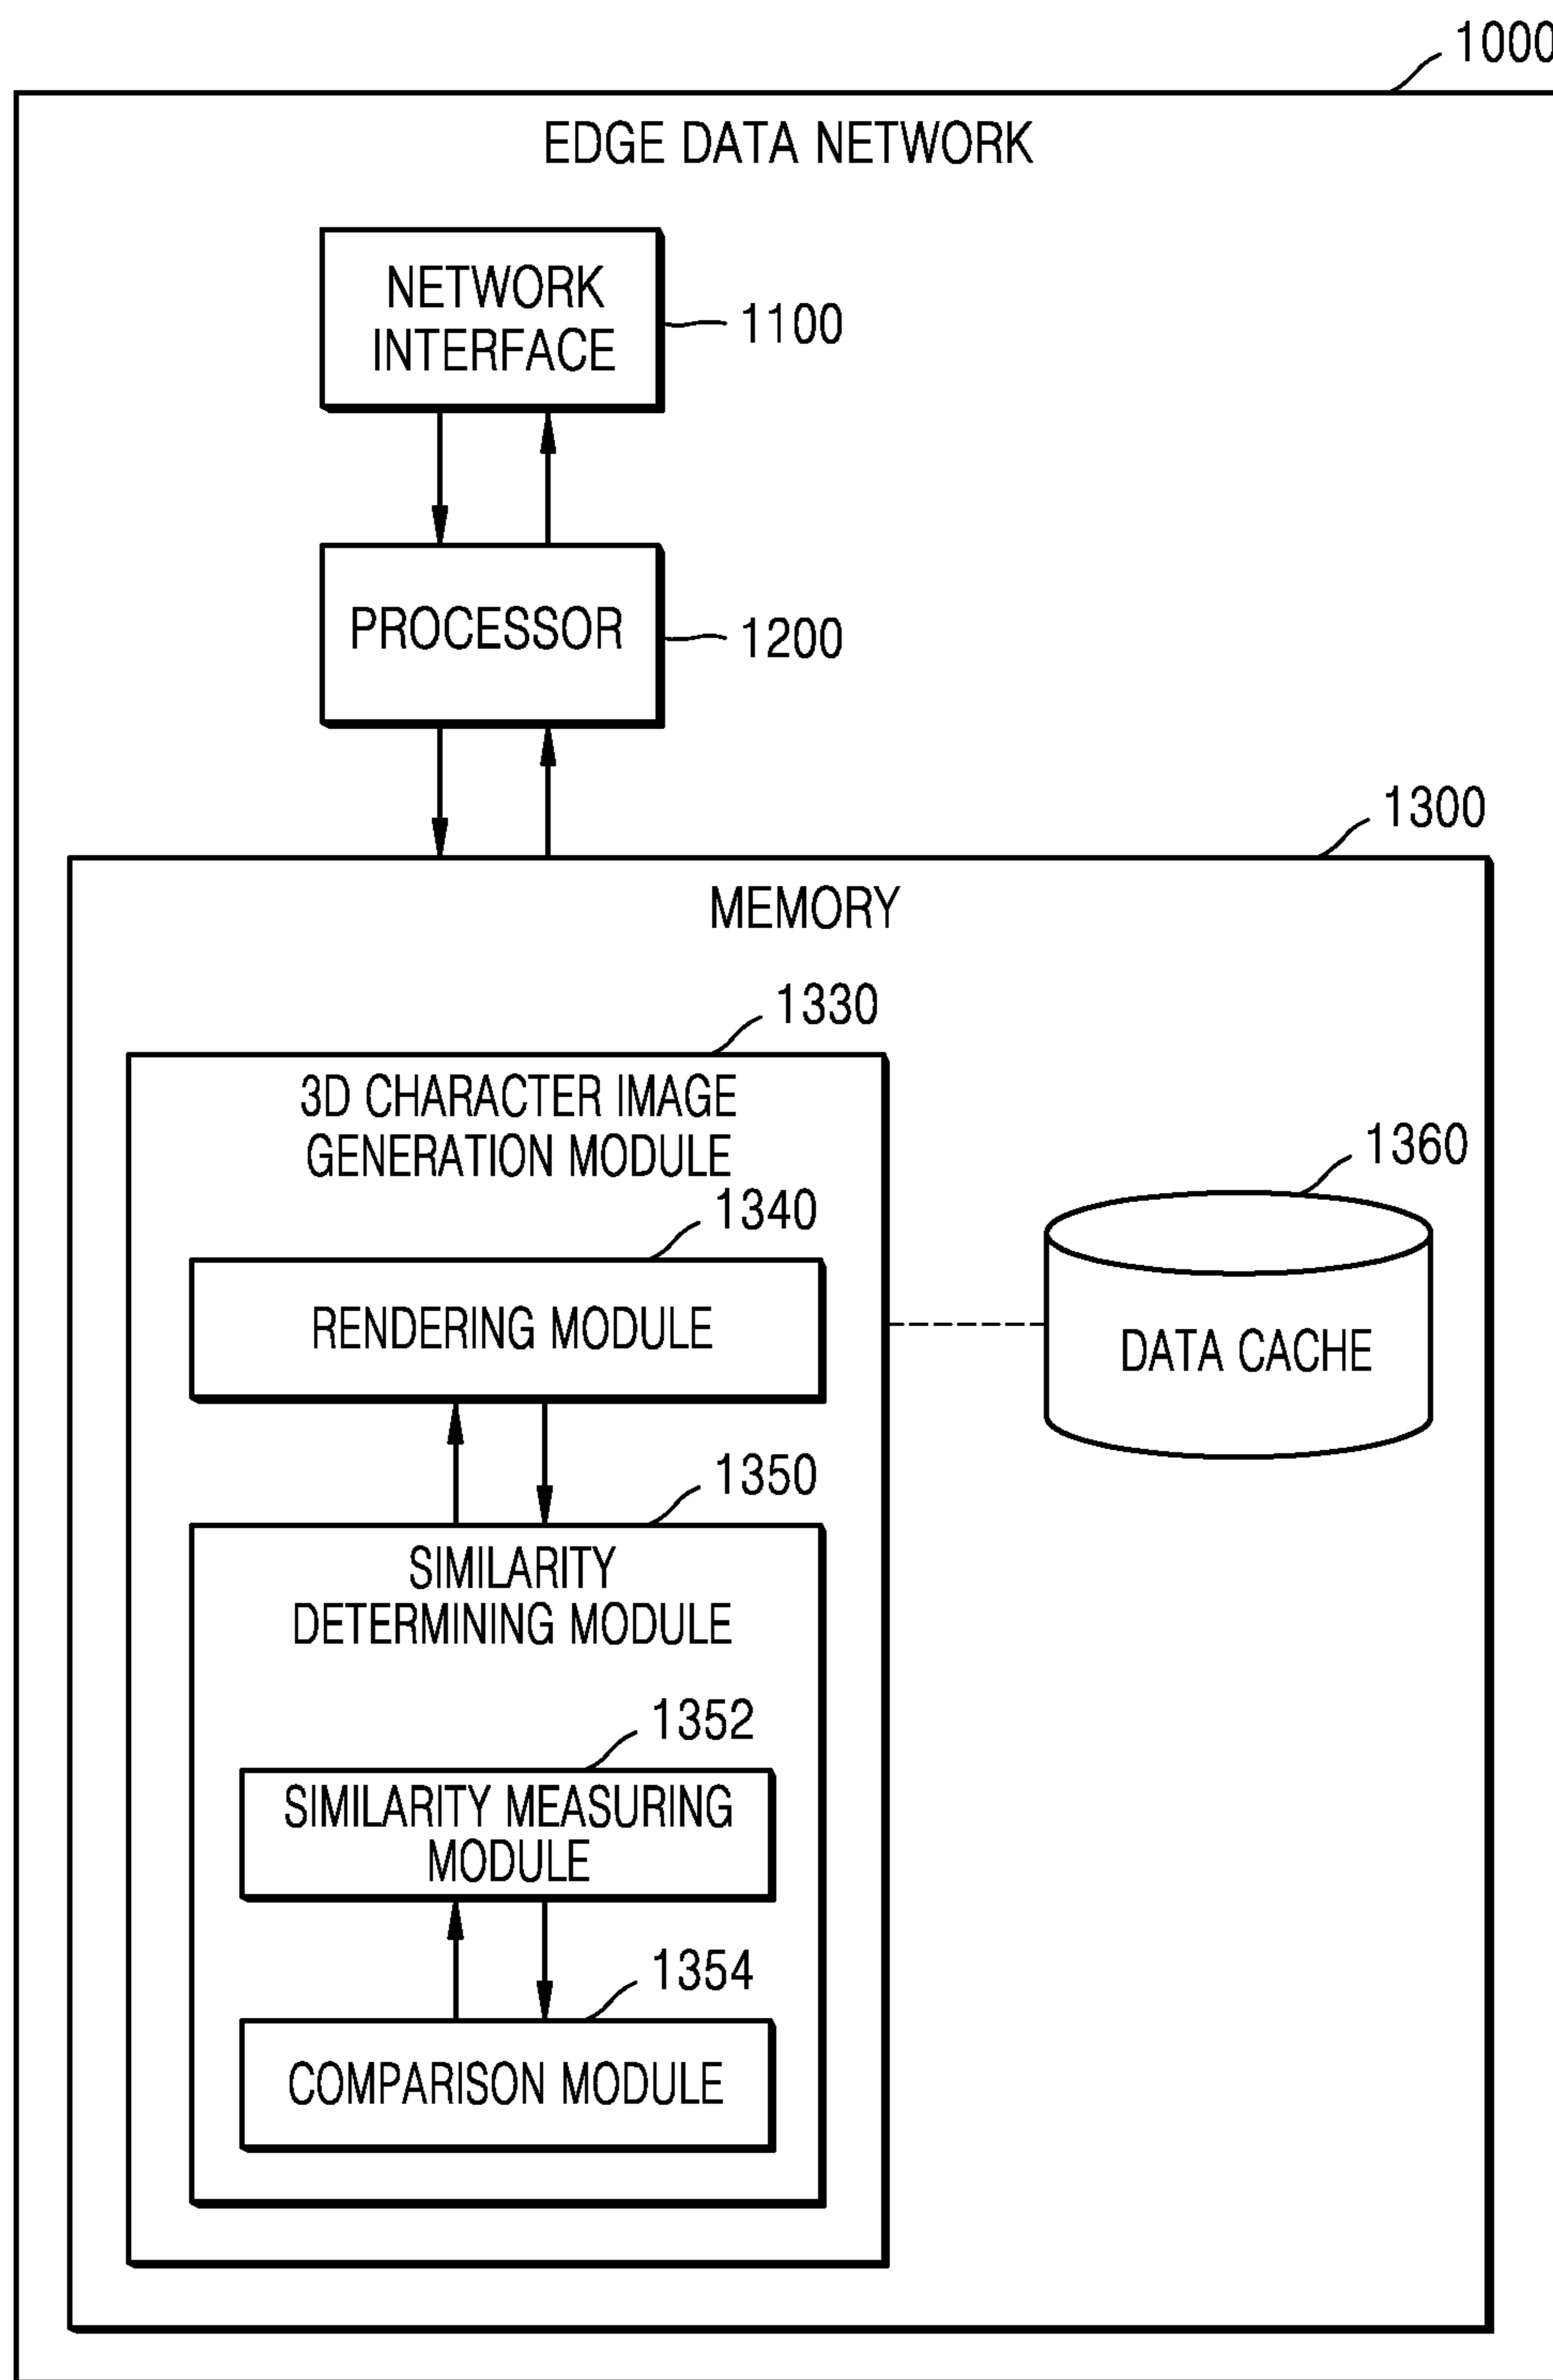 1000
EDGE DATA NETWORK
NETWORK
INTERFACE
1100
PROCESSOR
1200
1300
MEMORY
1330
3D CHARACTER IMAGE
GENERATION MODULE
1340
RENDERING MODULE
1360
DATA CACHE
1350
SIMILARITY
DETERMINING MODULE
1352
SIMILARITY MEASURING
MODULE
1354
COMPARISON MODULE